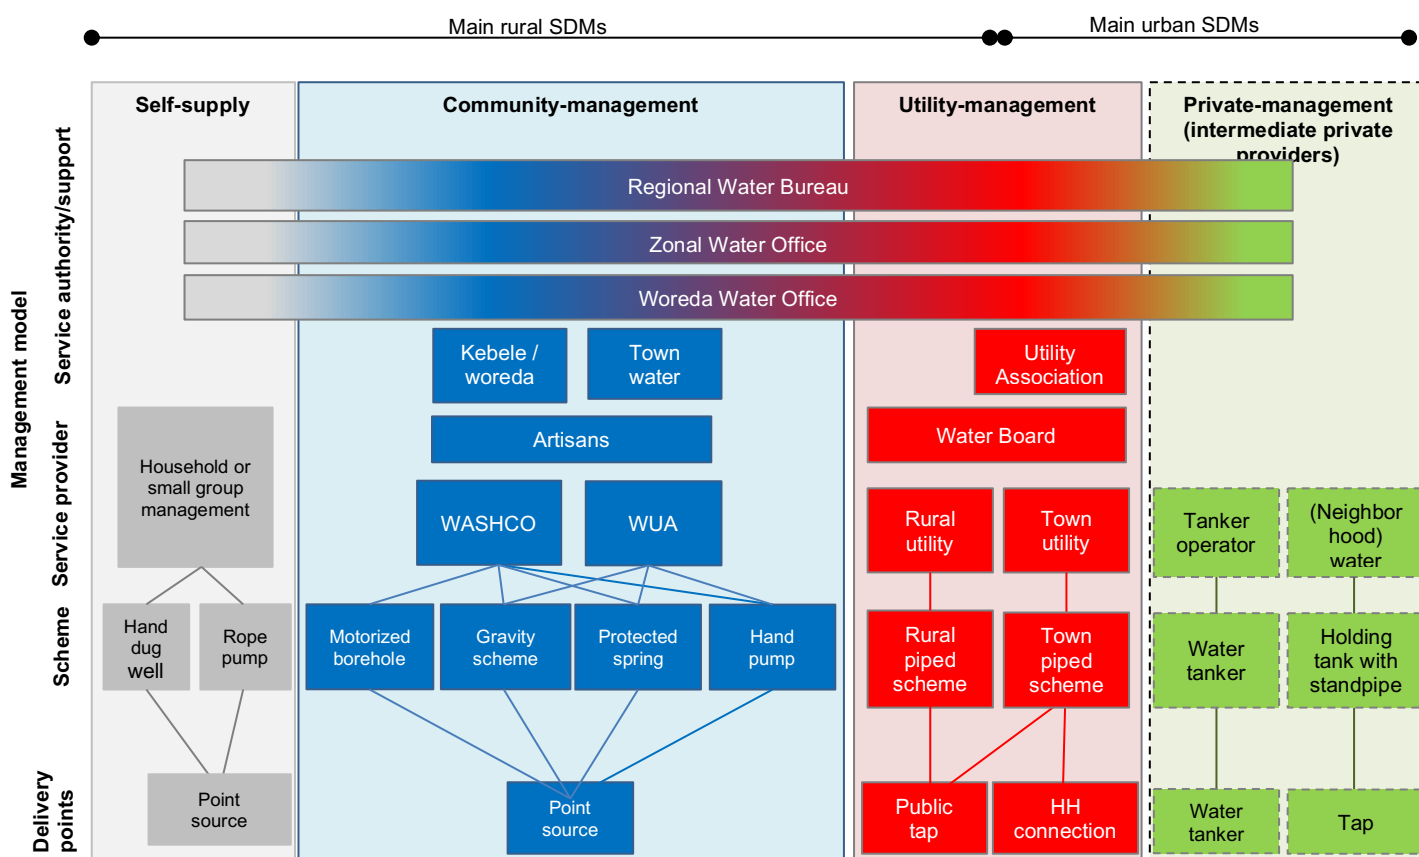 Main rural SDMs
Main urban SDMs
Self-supply
Community-management
Utility-management
Private-management
(intermediate private
providers)
Management model
Service authority/support
Regional Water Bureau
Zonal Water Office
Woreda Water Office
Kebele /
woreda
Town
water
Utility
Association
Service provider
Household or
small group
management
Artisans
Water Board
WASHCO
WUA
Rural
utility
Town
utility
Tanker
operator
(Neighbor
hood)
water
Scheme
Hand
dug
well
Rope
pump
Motorized
borehole
Gravity
scheme
Protected
spring
Hand
pump
Rural
piped
scheme
Town
piped
scheme
Water
tanker
Holding
tank with
standpipe
Delivery
points
Point
source
Point
source
Public
tap
HH
connection
Water
tanker
Tap